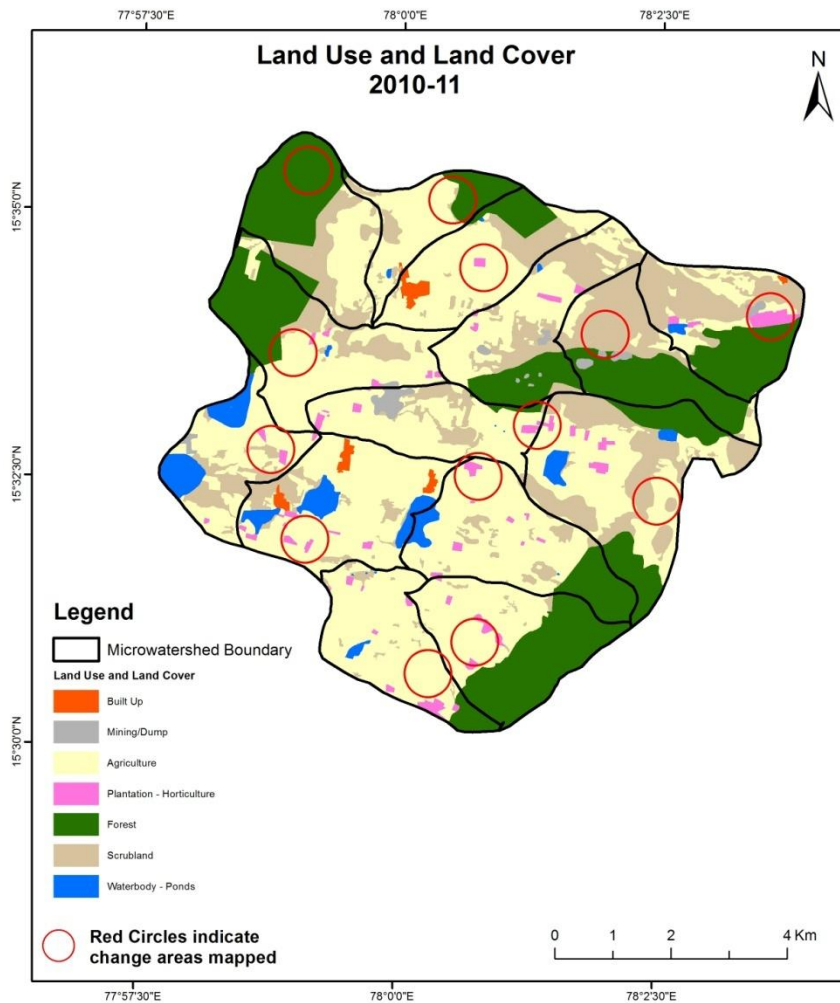 77°57'30"E 78°0'0"E 78°2'30"E
Land Use and Land Cover
2010-11
N
15°35'0"N
15°32'30"N
15°30'0"N
Legend
Microwatershed Boundary
Land Use and Land Cover
Built Up
Mining/Dump
Agriculture
Plantation - Horticulture
Forest
Scrubland
Waterbody - Ponds
Red Circles indicate
change areas mapped
0 1 2 4 Km
77°57'30"E 78°0'0"E 78°2'30"E